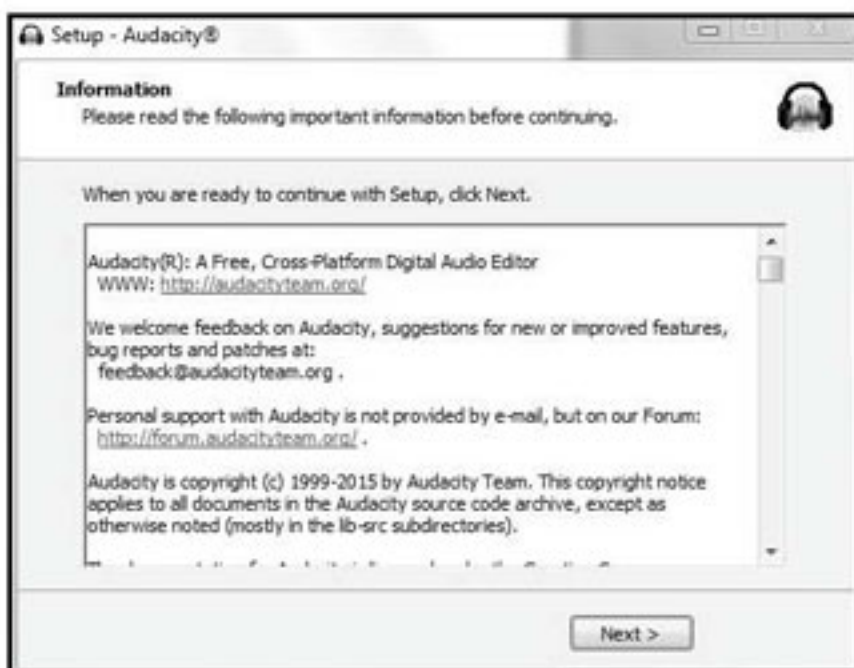 Setup - Audacity®
Information
Please read the following important information before continuing.
When you are ready to continue with Setup, click Next.
Audacity(R): A Free, Cross-Platform Digital Audio Editor
WWW: http://audacityteam.org/
We welcome feedback on Audacity, suggestions for new or improved features,
bug reports and patches at:
feedback@audacityteam.org .
Personal support with Audacity is not provided by e-mail, but on our Forum:
http://forum.audacityteam.org/ .
Audacity is copyright (c) 1999-2015 by Audacity Team. This copyright notice
applies to all documents in the Audacity source code archive, except as
otherwise noted (mostly in the lib-src subdirectories).
Next >